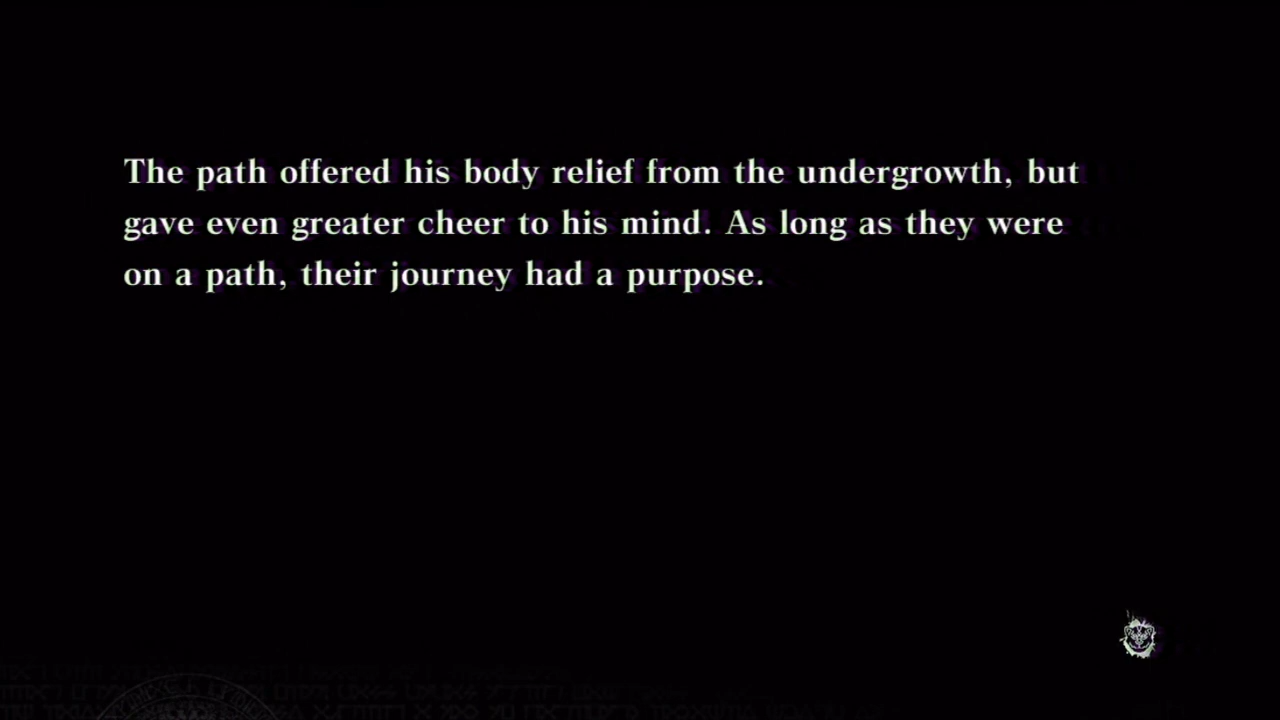 The path offered his body relief from the undergrowth, but
gave even greater cheer to his mind. As long as they were
on a path, their journey had a purpose.